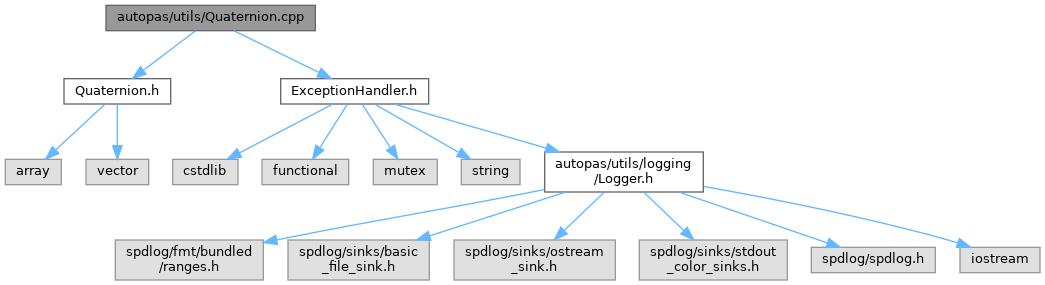 autopas/utils/Quaternion.cpp
Quaternion.h
ExceptionHandler.h
array
vector
cstdlib
functional
mutex
string
autopas/utils/logging
/Logger.h
spdlog/fmt/bundled
/ranges.h
spdlog/sinks/basic
_file_sink.h
spdlog/sinks/ostream
_sink.h
spdlog/sinks/stdout
_color_sinks.h
spdlog/spdlog.h
iostream